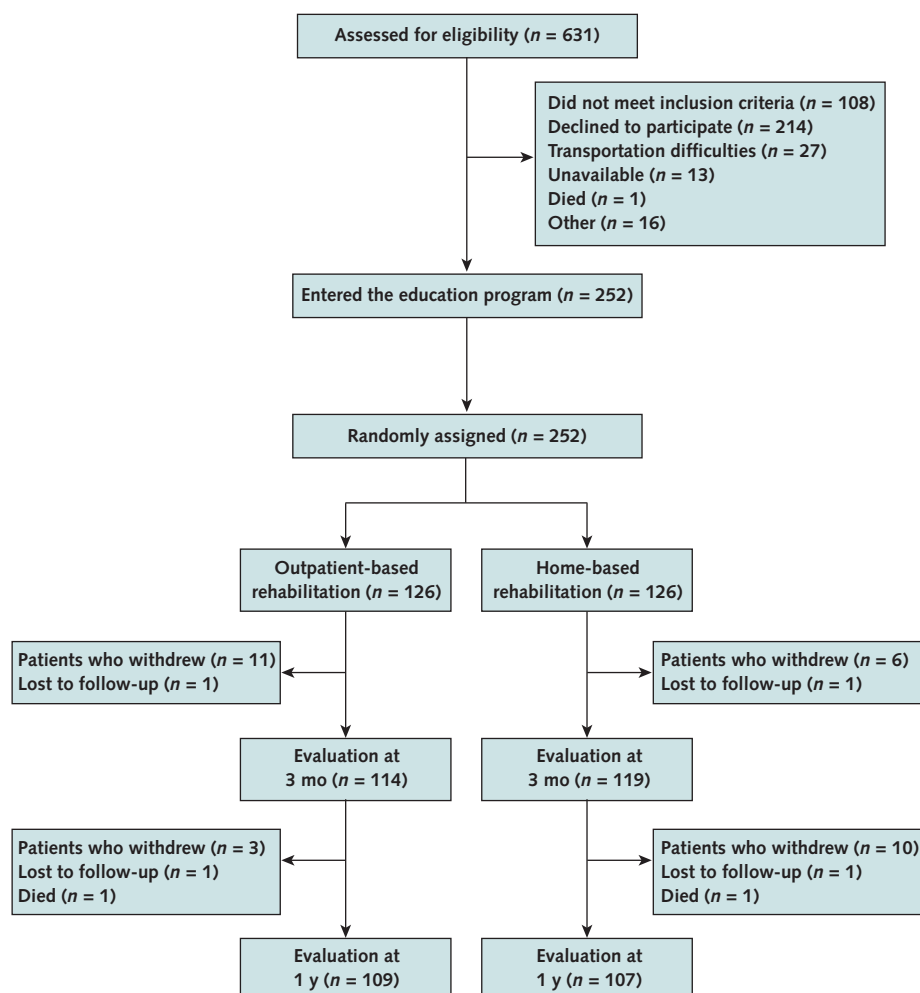 Assessed for eligibility (n = 631)
Did not meet inclusion criteria (n = 108)
Declined to participate (n = 214)
Transportation difficulties (n = 27)
Unavailable (n = 13)
Died (n = 1)
Other (n = 16)
Entered the education program (n = 252)
Randomly assigned (n = 252)
Outpatient-based
rehabilitation (n = 126)
Home-based
rehabilitation (n = 126)
Patients who withdrew (n = 11)
Lost to follow-up (n = 1)
Patients who withdrew (n = 6)
Lost to follow-up (n = 1)
Evaluation at
3 mo (n = 114)
Evaluation at
3 mo (n = 119)
Patients who withdrew (n = 3)
Lost to follow-up (n = 1)
Died (n = 1)
Patients who withdrew (n = 10)
Lost to follow-up (n = 1)
Died (n = 1)
Evaluation at
1 y (n = 109)
Evaluation at
1 y (n = 107)